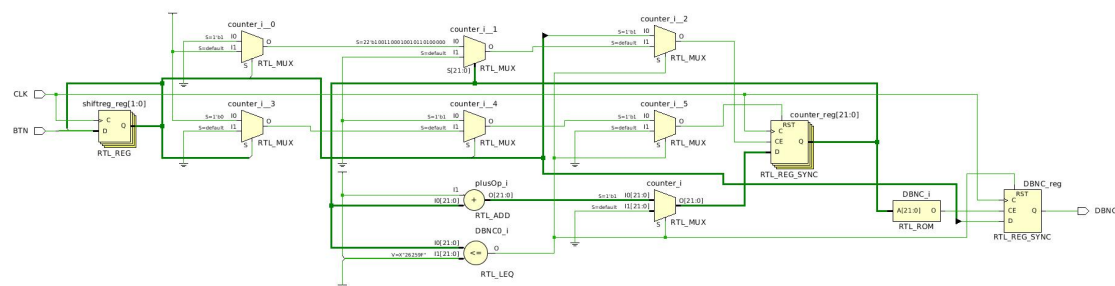 counter_i__0
S=1'b1 I0
S=default I1
O
S
RTL_MUX
counter_i__1
S=22'b1001100010010110100000 I0
I1
O
S[21:0]
RTL_MUX
counter_i__2
S=1'b1 I0
S=default I1
O
S
RTL_MUX
CLK
BTN
shiftreg_reg[1:0]
C
D
Q
RTL_REG
counter_i__3
S=1'b0 I0
S=default I1
O
S
RTL_MUX
counter_i__4
S=1'b1 I0
S=default I1
O
S
RTL_MUX
counter_i__5
S=1'b1 I0
S=default I1
O
S
RTL_MUX
counter_reg[21:0]
RST
C
CE
D
Q
RTL_REG_SYNC
plusOp_i
I1
I0[21:0]
+
O[21:0]
RTL_ADD
counter_i
S=1'b1 I0[21:0]
S=default I1[21:0]
O[21:0]
S
RTL_MUX
DBNC_i
A[21:0] O
RTL_ROM
DBNC_reg
RST
C
CE
D
Q
RTL_REG_SYNC
DBNC
DBNC0_i
I0[21:0]
V=X"26259F" I1[21:0]
<=
O
RTL_LEQ